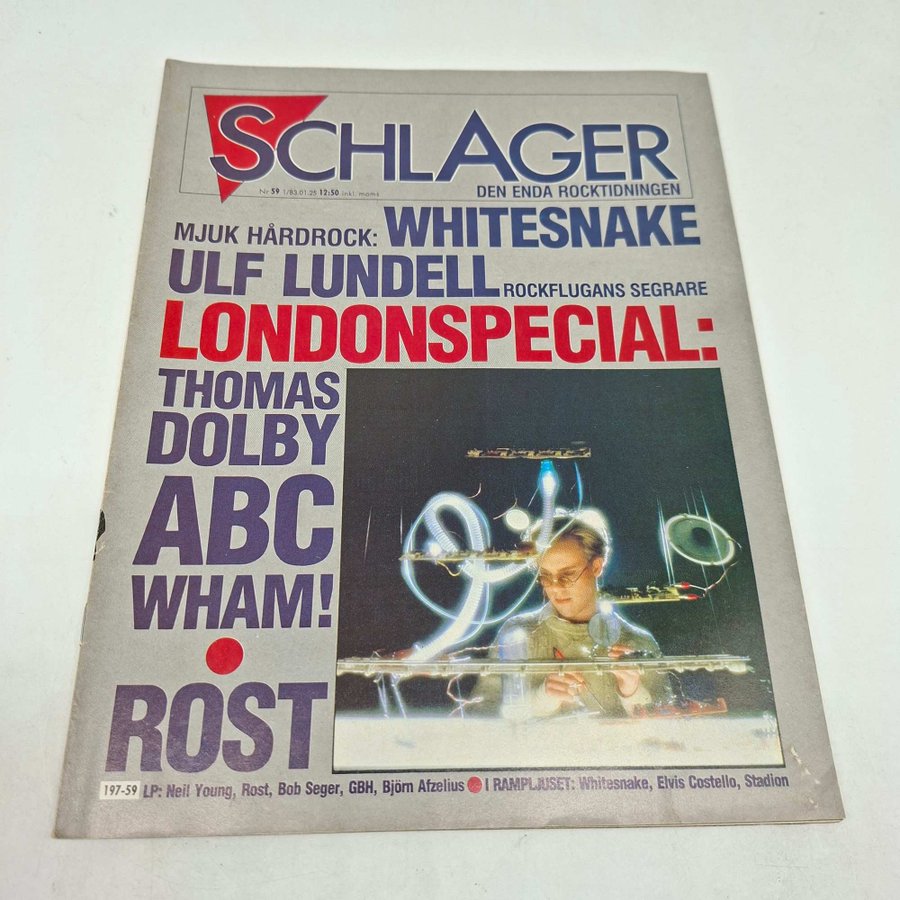 SCHLAGER
DEN ENDA ROCKTIDNINGEN
Nr 59 1/83.01.25 12:50 inkl. moms
MJUK HÅRDROCK: WHITESNAKE
ULF LUNDELL ROCKFLUGANS SEGRARE
LONDONSPECIAL:
THOMAS
DOLBY
ABC
WHAM!
ROST
197-59 LP: Neil Young, Rost, Bob Seger, GBH, Björn Afzelius ● I RAMPLJUSET: Whitesnake, Elvis Costello, Stadion